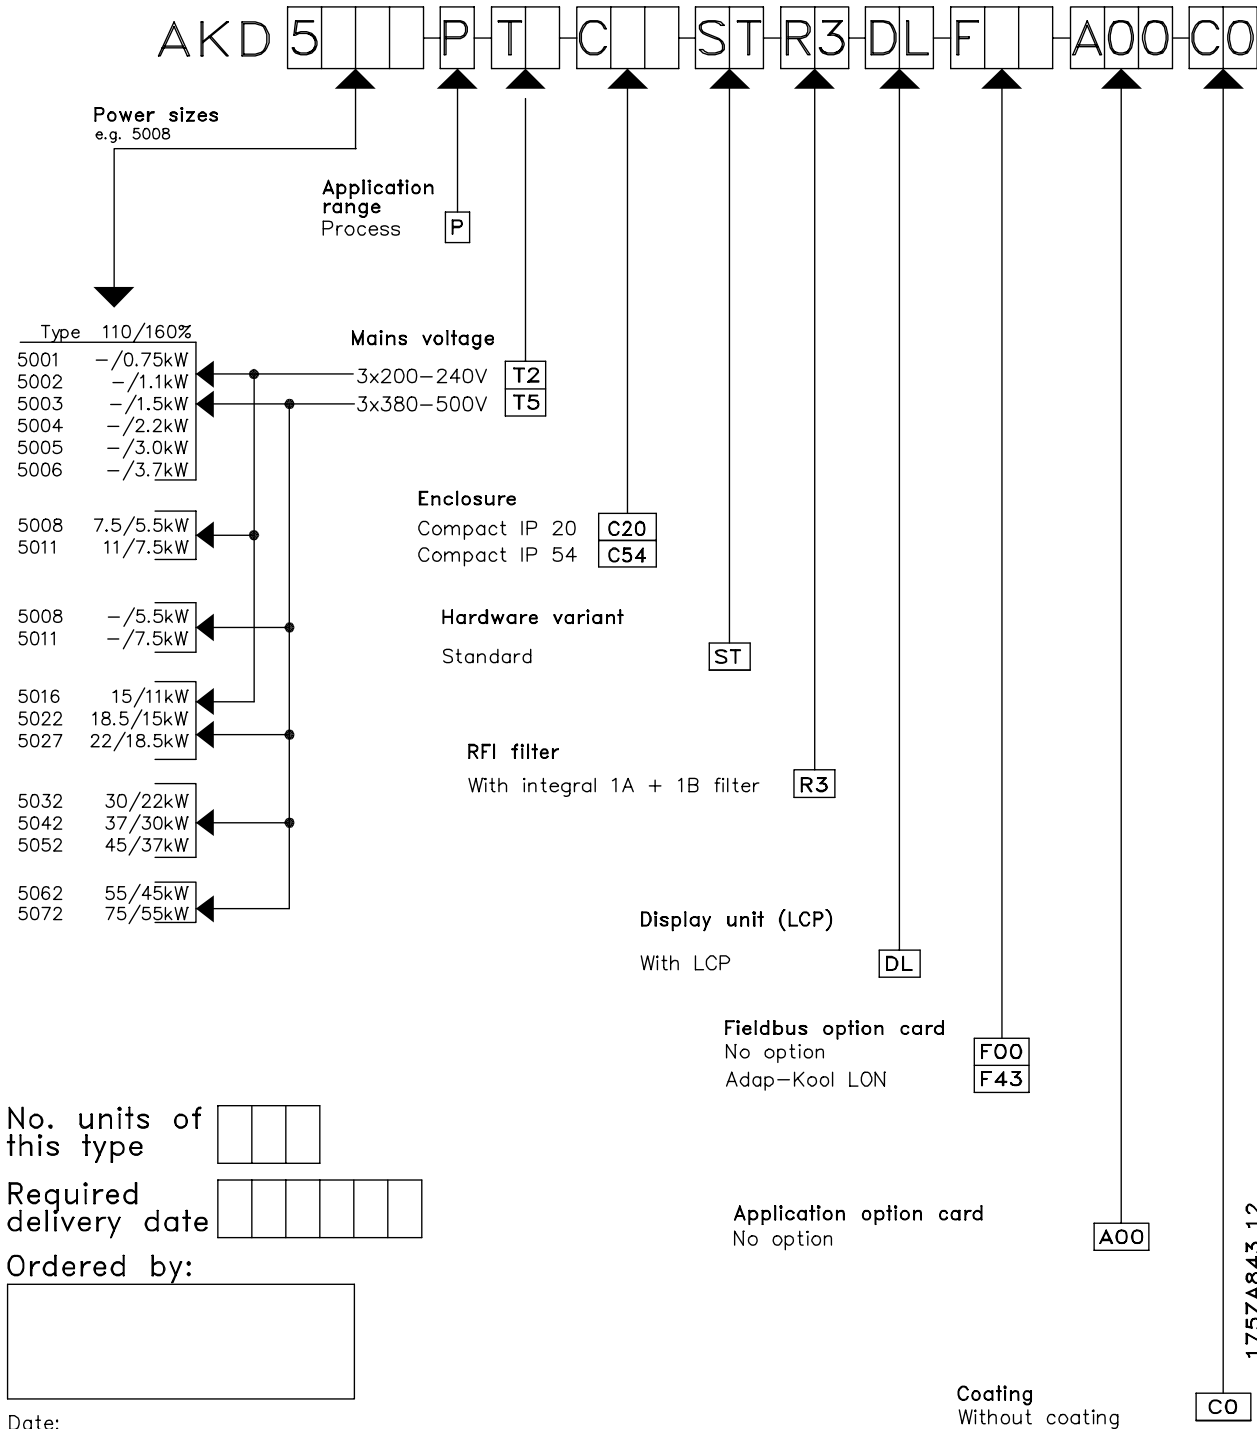 AKD 5 P T C ST R3 DL F A00 C0
Power sizes
e.g. 5008
Application
range
Process P
Type 110/160%
5001 -/0.75kW
5002 -/1.1kW
5003 -/1.5kW
5004 -/2.2kW
5005 -/3.0kW
5006 -/3.7kW
Mains voltage
3x200-240V T2
3x380-500V T5
5008 7.5/5.5kW
5011 11/7.5kW
Enclosure
Compact IP 20 C20
Compact IP 54 C54
5008 -/5.5kW
5011 -/7.5kW
Hardware variant
Standard ST
5016 15/11kW
5022 18.5/15kW
5027 22/18.5kW
RFI filter
With integral 1A + 1B filter R3
5032 30/22kW
5042 37/30kW
5052 45/37kW
5062 55/45kW
5072 75/55kW
Display unit (LCP)
With LCP DL
Fieldbus option card
No option F00
Adap-Kool LON F43
No. units of
this type
Required
delivery date
Application option card
No option A00
Ordered by:
175ZA843.12
Coating
Without coating C0
Date: